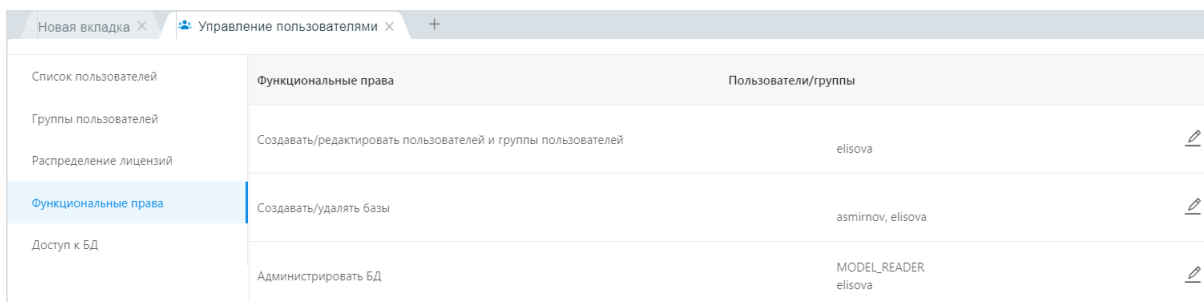 Новая вкладка Управление пользователями
Список пользователей
Группы пользователей
Распределение лицензий
Функциональные права
Доступ к БД
Функциональные права Пользователи/группы
Создавать/редактировать пользователей и группы пользователей elisova
Создавать/удалять базы asmirnov, elisova
Администрировать БД MODEL_READER
elisova